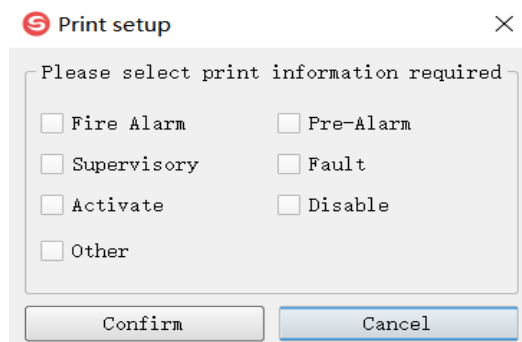 Print setup
Please select print information required
Fire Alarm Pre-Alarm
Supervisory Fault
Activate Disable
Other
Confirm Cancel